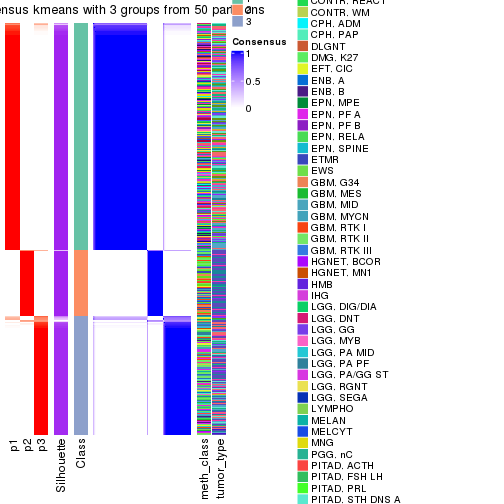 nsus kmeans with 3 groups from 50 par ons
3
Consensus
1
0.5
0
p1
p2
p3
Silhouette
Class
meth_class
tumor_type
CONTR. REACT
CONTR. WM
CPH. ADM
CPH. PAP
DLGNT
DMG. K27
EFT. CIC
ENB. A
ENB. B
EPN. MPE
EPN. PF A
EPN. PF B
EPN. RELA
EPN. SPINE
ETMR
EWS
GBM. G34
GBM. MES
GBM. MID
GBM. MYCN
GBM. RTK I
GBM. RTK II
GBM. RTK III
HGNET. BCOR
HGNET. MN1
HMB
IHG
LGG. DIG/DIA
LGG. DNT
LGG. GG
LGG. MYB
LGG. PA MID
LGG. PA PF
LGG. PA/GG ST
LGG. RGNT
LGG. SEGA
LYMPHO
MELAN
MELCYT
MNG
PGG. nC
PITAD. ACTH
PITAD. FSH LH
PITAD. PRL
PITAD. STH DNS A